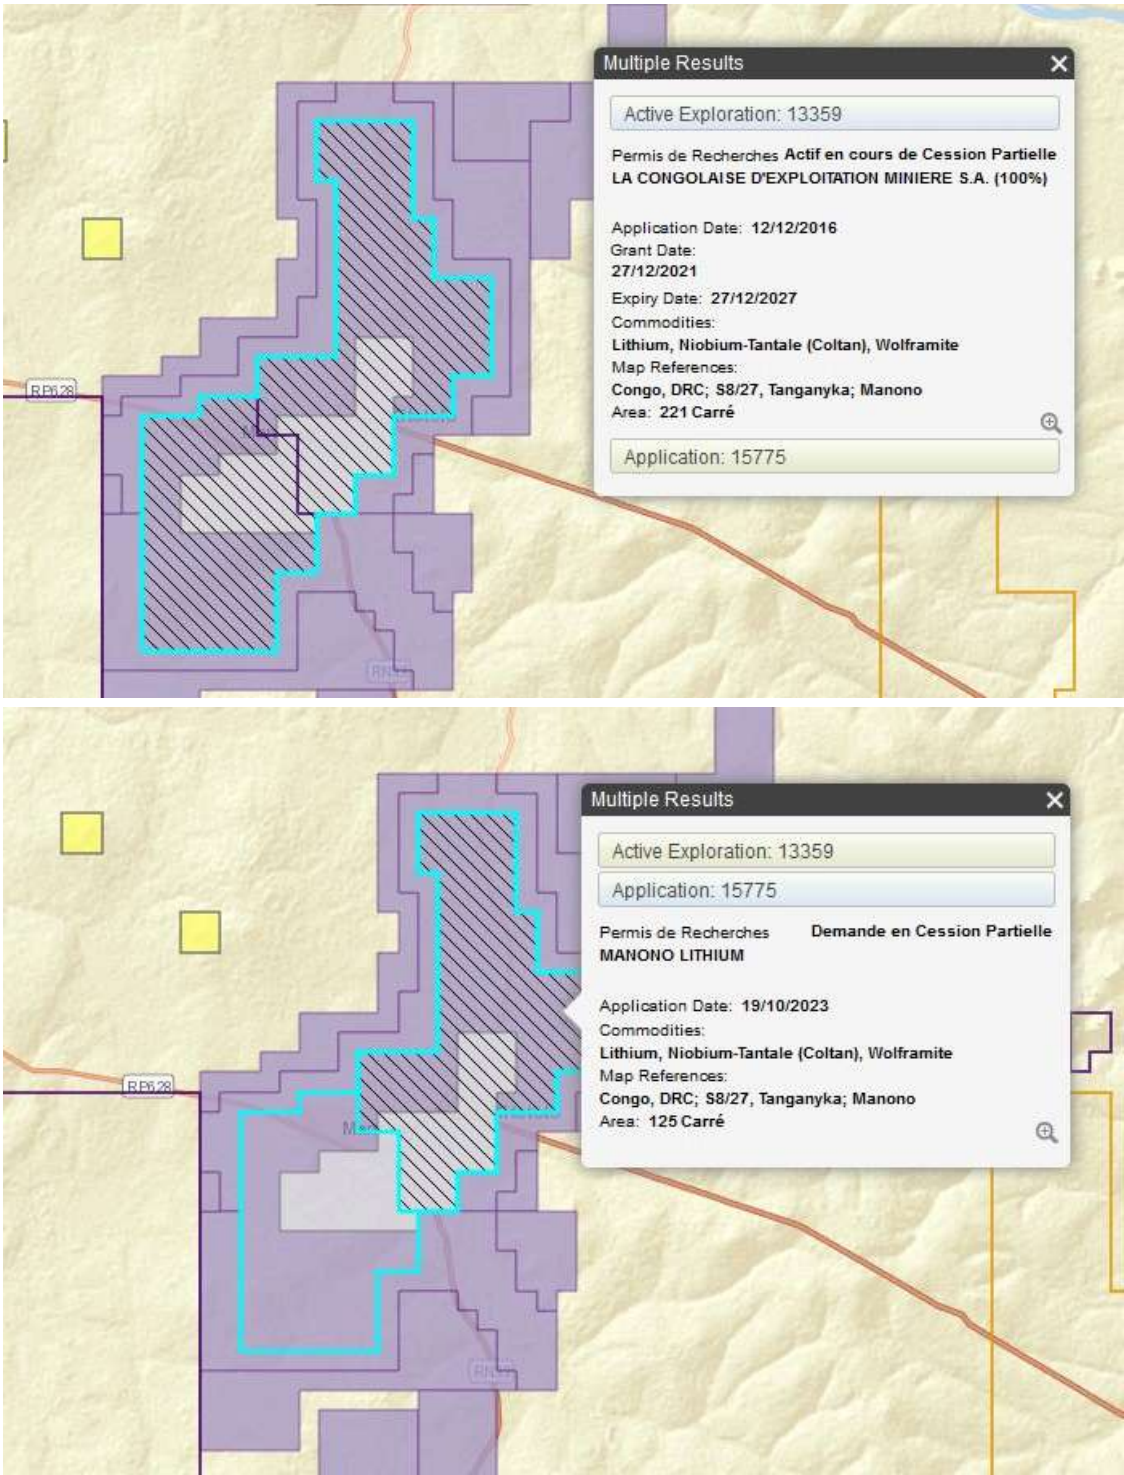 Multiple Results
Active Exploration: 13359
Permis de Recherches Actif en cours de Cession Partielle
LA CONGOLAISE D'EXPLOITATION MINIERE S.A. (100%)
Application Date: 12/12/2016
Grant Date:
27/12/2021
Expiry Date: 27/12/2027
Commodities:
Lithium, Niobium-Tantale (Coltan), Wolframite
Map References:
Congo, DRC; S8/27, Tanganyka; Manono
Area: 221 Carré
Application: 15775
RP628
Multiple Results
Active Exploration: 13359
Application: 15775
Permis de Recherches Demande en Cession Partielle
MANONO LITHIUM
Application Date: 19/10/2023
Commodities:
Lithium, Niobium-Tantale (Coltan), Wolframite
Map References:
Congo, DRC; S8/27, Tanganyka; Manono
Area: 125 Carré
RP628